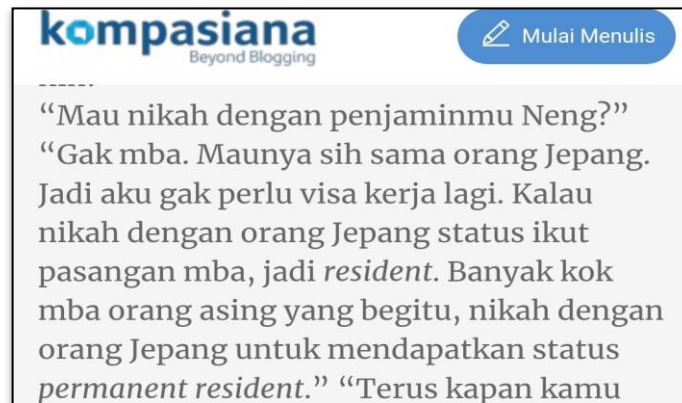 kompasiana
Beyond Blogging
Mulai Menulis
“Mau nikah dengan penjaminmu Neng?”
“Gak mba. Maunya sih sama orang Jepang.
Jadi aku gak perlu visa kerja lagi. Kalau
nikah dengan orang Jepang status ikut
pasangan mba, jadi resident. Banyak kok
mba orang asing yang begitu, nikah dengan
orang Jepang untuk mendapatkan status
permanent resident.” “Terus kapan kamu